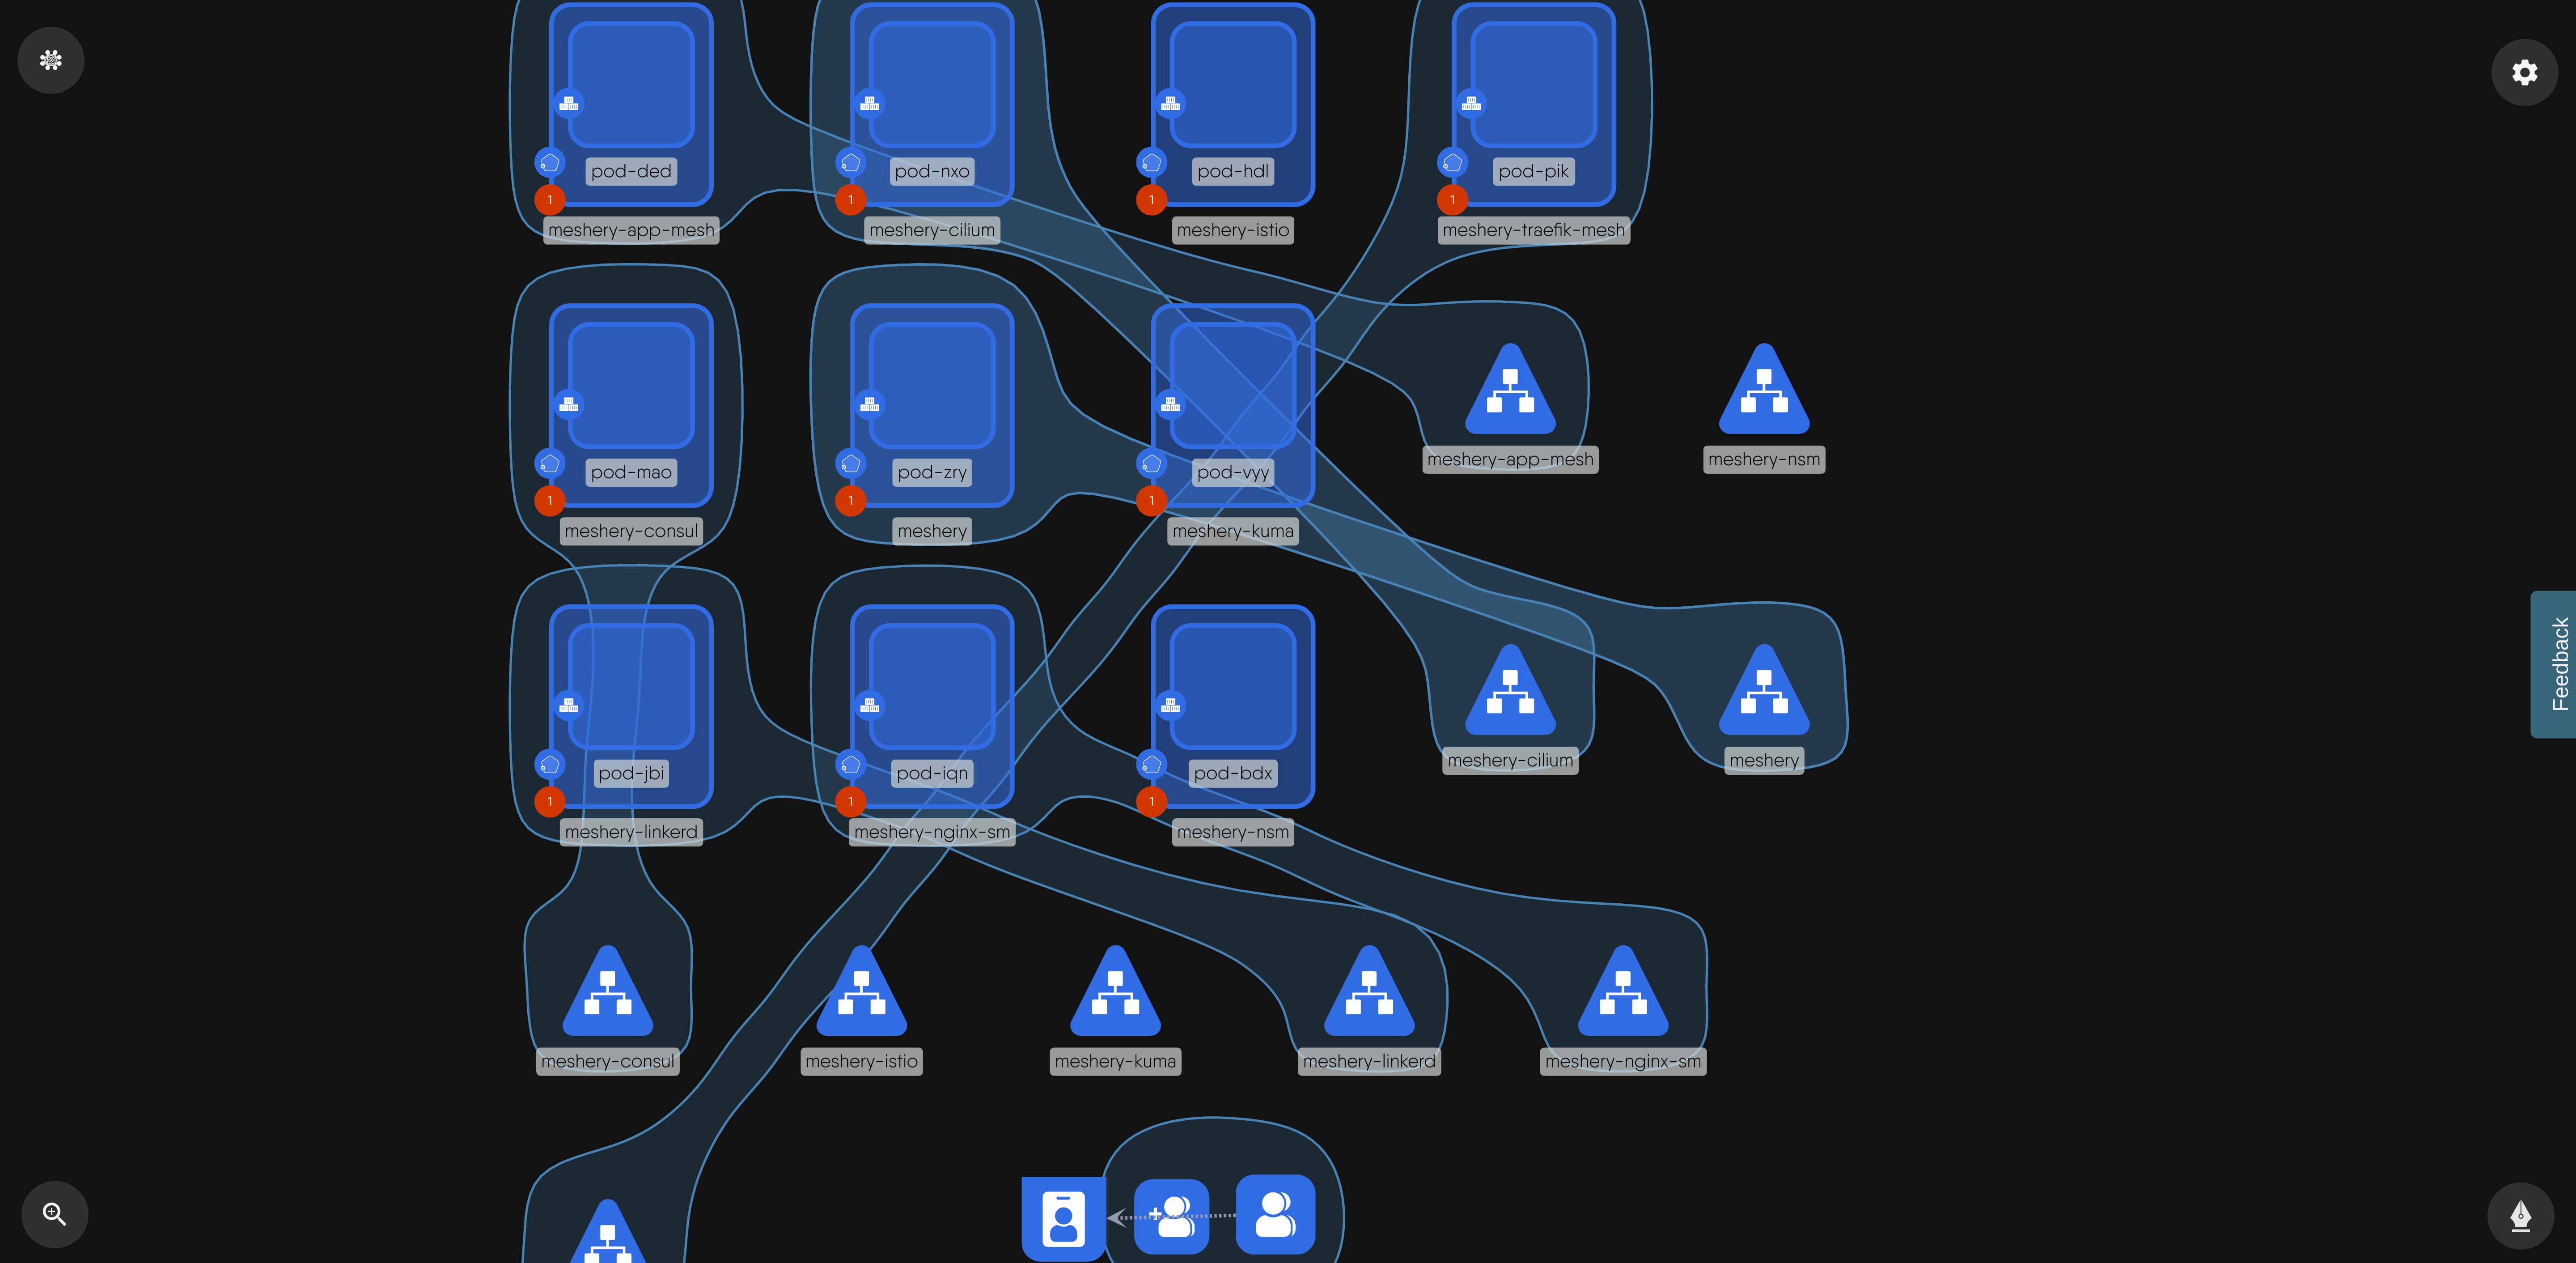 pod-ded
pod-nxo
pod-hdl
pod-pik
1
1
1
1
meshery-app-mesh
meshery-cilium
meshery-istio
meshery-traefik-mesh
pod-mao
pod-zry
pod-vyy
meshery-app-mesh
meshery-nsm
1
1
1
meshery-consul
meshery
meshery-kuma
Feedback
pod-jbi
pod-iqn
pod-bdx
meshery-cilium
meshery
1
1
1
meshery-linkerd
meshery-nginx-sm
meshery-nsm
meshery-consul
meshery-istio
meshery-kuma
meshery-linkerd
meshery-nginx-sm